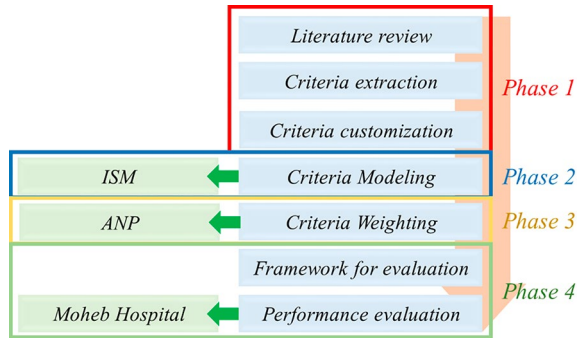 Literature review
Criteria extraction
Phase 1
Criteria customization
ISM
Criteria Modeling
Phase 2
ANP
Criteria Weighting
Phase 3
Framework for evaluation
Phase 4
Moheb Hospital
Performance evaluation